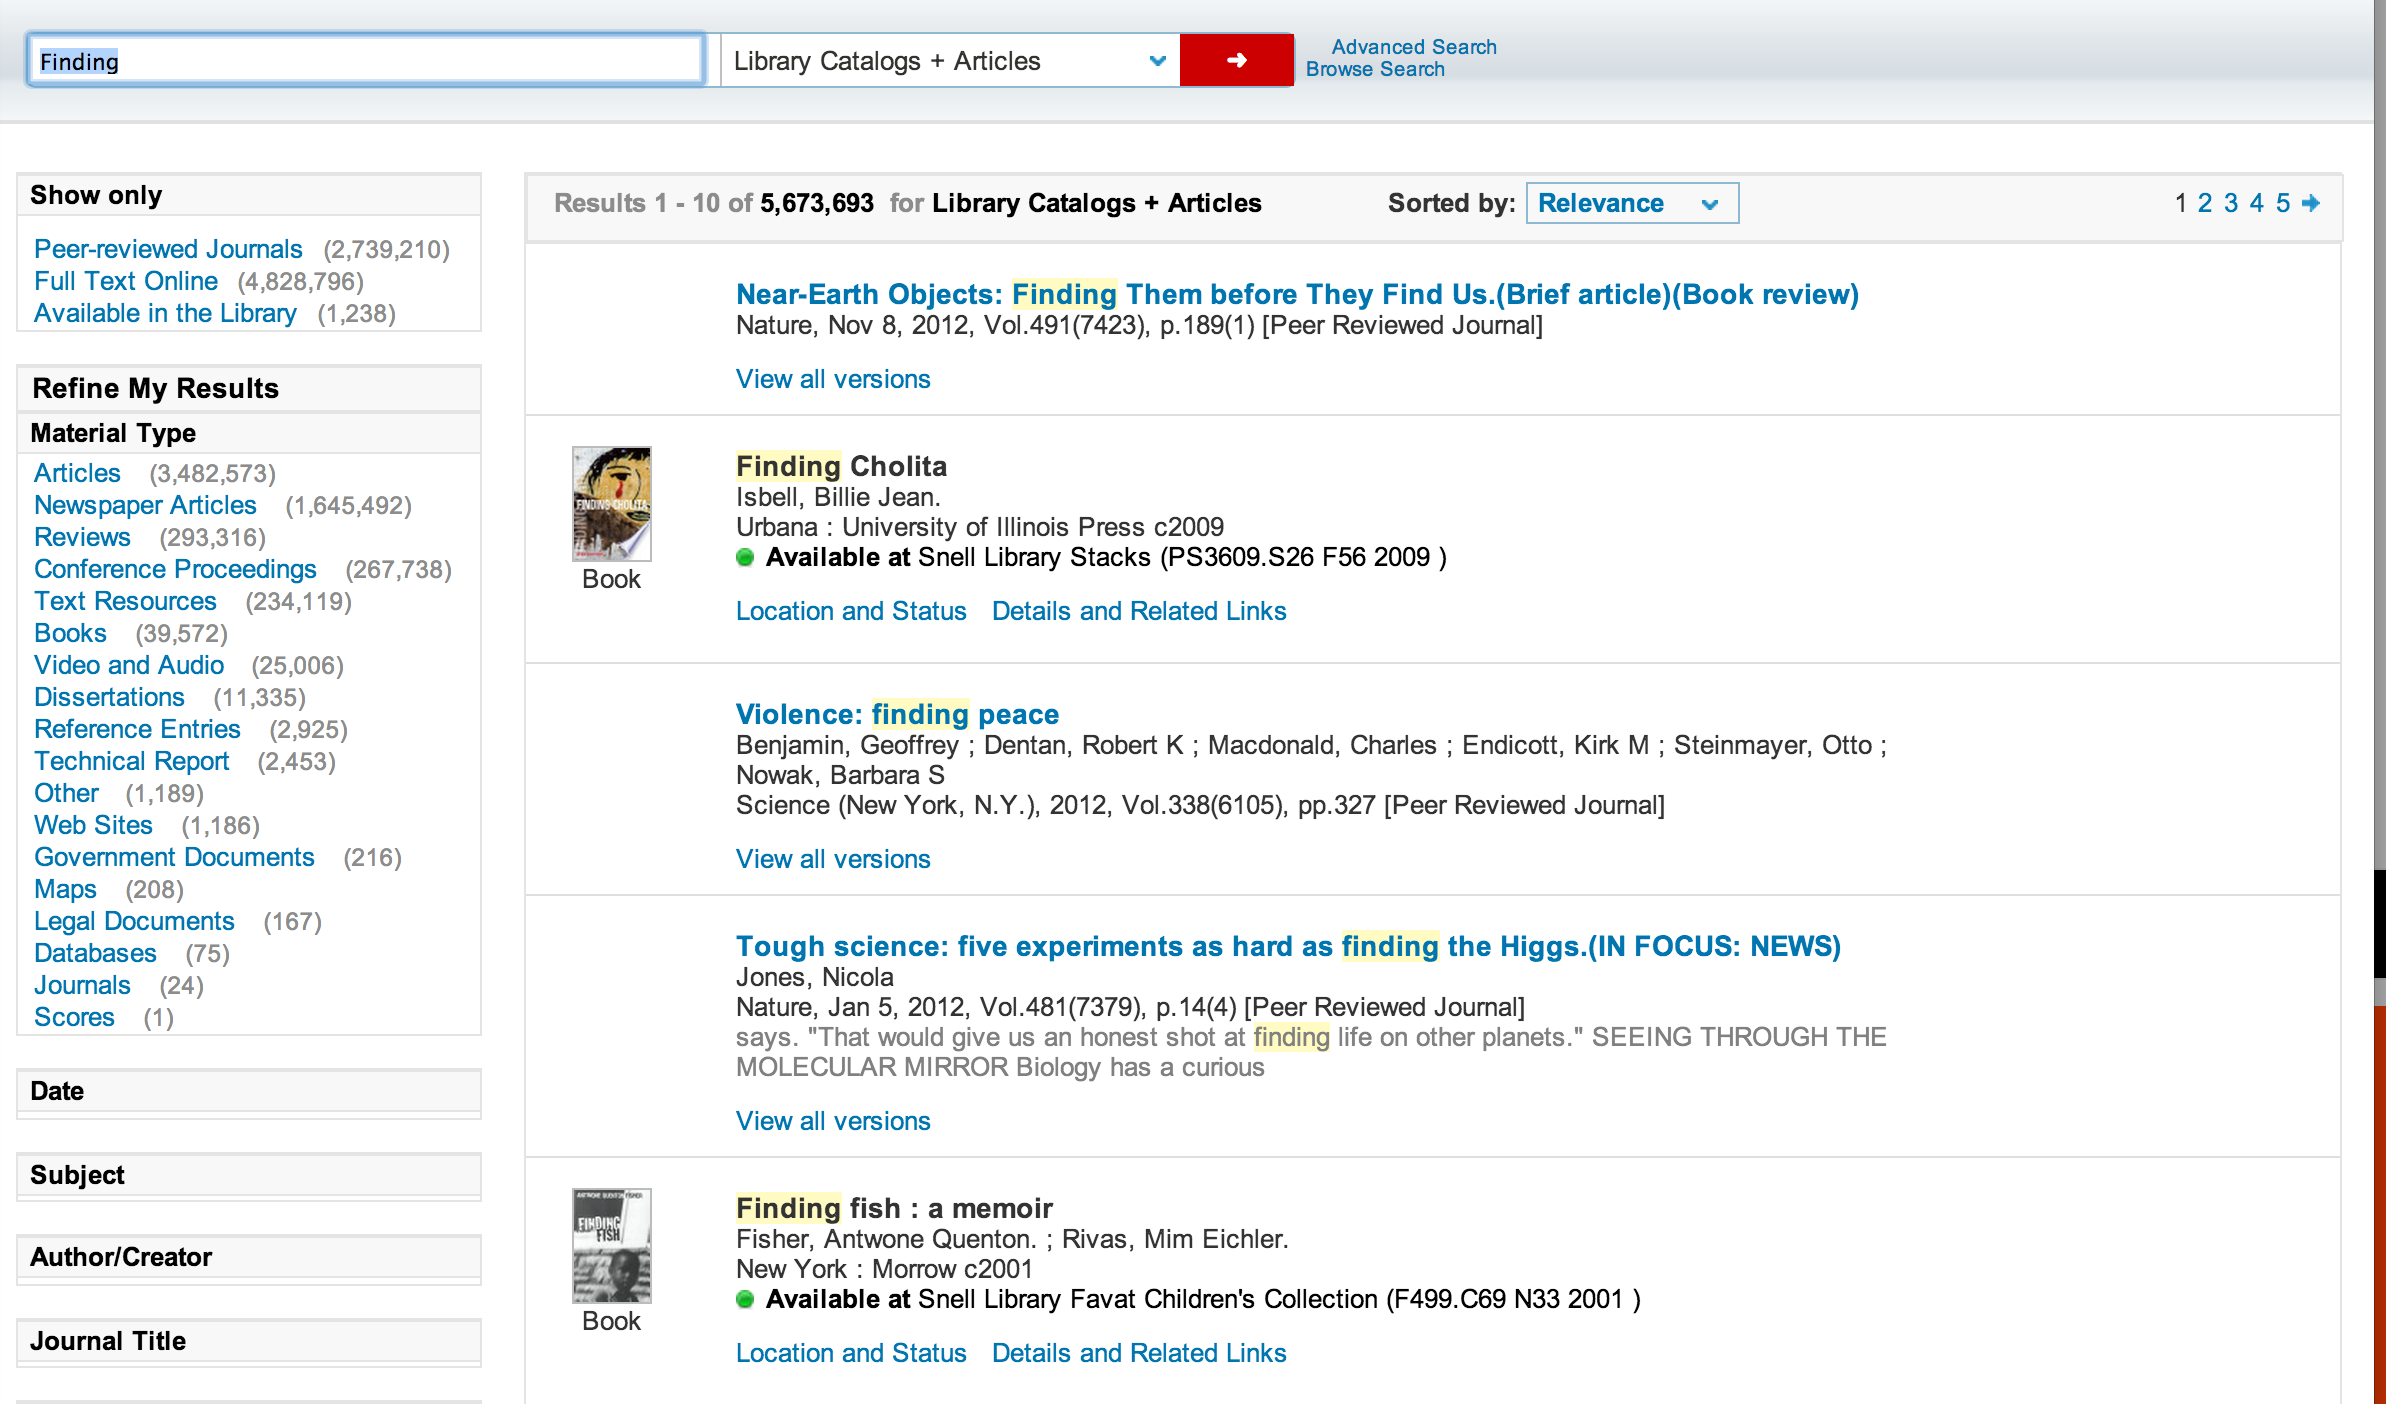 Finding
Library Catalogs + Articles
Advanced Search
Browse Search
Show only
Peer-reviewed Journals (2,739,210)
Full Text Online (4,828,796)
Available in the Library (1,238)
Refine My Results
Material Type
Articles (3,482,573)
Newspaper Articles (1,645,492)
Reviews (293,316)
Conference Proceedings (267,738)
Text Resources (234,119)
Books (39,572)
Video and Audio (25,006)
Dissertations (11,335)
Reference Entries (2,925)
Technical Report (2,453)
Other (1,189)
Web Sites (1,186)
Government Documents (216)
Maps (208)
Legal Documents (167)
Databases (75)
Journals (24)
Scores (1)
Date
Subject
Author/Creator
Journal Title
Results 1 - 10 of 5,673,693 for Library Catalogs + Articles
Sorted by: Relevance
1 2 3 4 5
Near-Earth Objects: Finding Them before They Find Us.(Brief article)(Book review)
Nature, Nov 8, 2012, Vol.491(7423), p.189(1) [Peer Reviewed Journal]
View all versions
FINDING CHOLITA
Book
Finding Cholita
Isbell, Billie Jean.
Urbana : University of Illinois Press c2009
Available at Snell Library Stacks (PS3609.S26 F56 2009 )
Location and Status Details and Related Links
Violence: finding peace
Benjamin, Geoffrey ; Dentan, Robert K ; Macdonald, Charles ; Endicott, Kirk M ; Steinmayer, Otto ;
Nowak, Barbara S
Science (New York, N.Y.), 2012, Vol.338(6105), pp.327 [Peer Reviewed Journal]
View all versions
Tough science: five experiments as hard as finding the Higgs.(IN FOCUS: NEWS)
Jones, Nicola
Nature, Jan 5, 2012, Vol.481(7379), p.14(4) [Peer Reviewed Journal]
says. "That would give us an honest shot at finding life on other planets." SEEING THROUGH THE
MOLECULAR MIRROR Biology has a curious
View all versions
ANTWONE QUENTON FISHER
FINDING
FISH
Book
Finding fish : a memoir
Fisher, Antwone Quenton. ; Rivas, Mim Eichler.
New York : Morrow c2001
Available at Snell Library Favat Children's Collection (F499.C69 N33 2001 )
Location and Status Details and Related Links